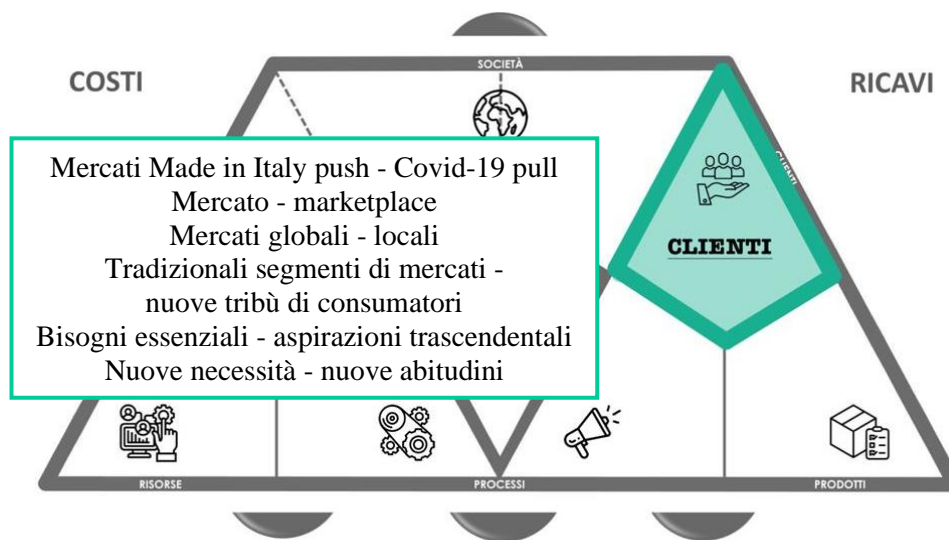 SOCIETÀ
COSTI
RICAVI
Mercati Made in Italy push - Covid-19 pull
Mercato - marketplace
Mercati globali - locali
Tradizionali segmenti di mercati -
nuove tribù di consumatori
Bisogni essenziali - aspirazioni trascendentali
Nuove necessità - nuove abitudini
CLIENTI
RISORSE
PROCESSI
PRODOTTI